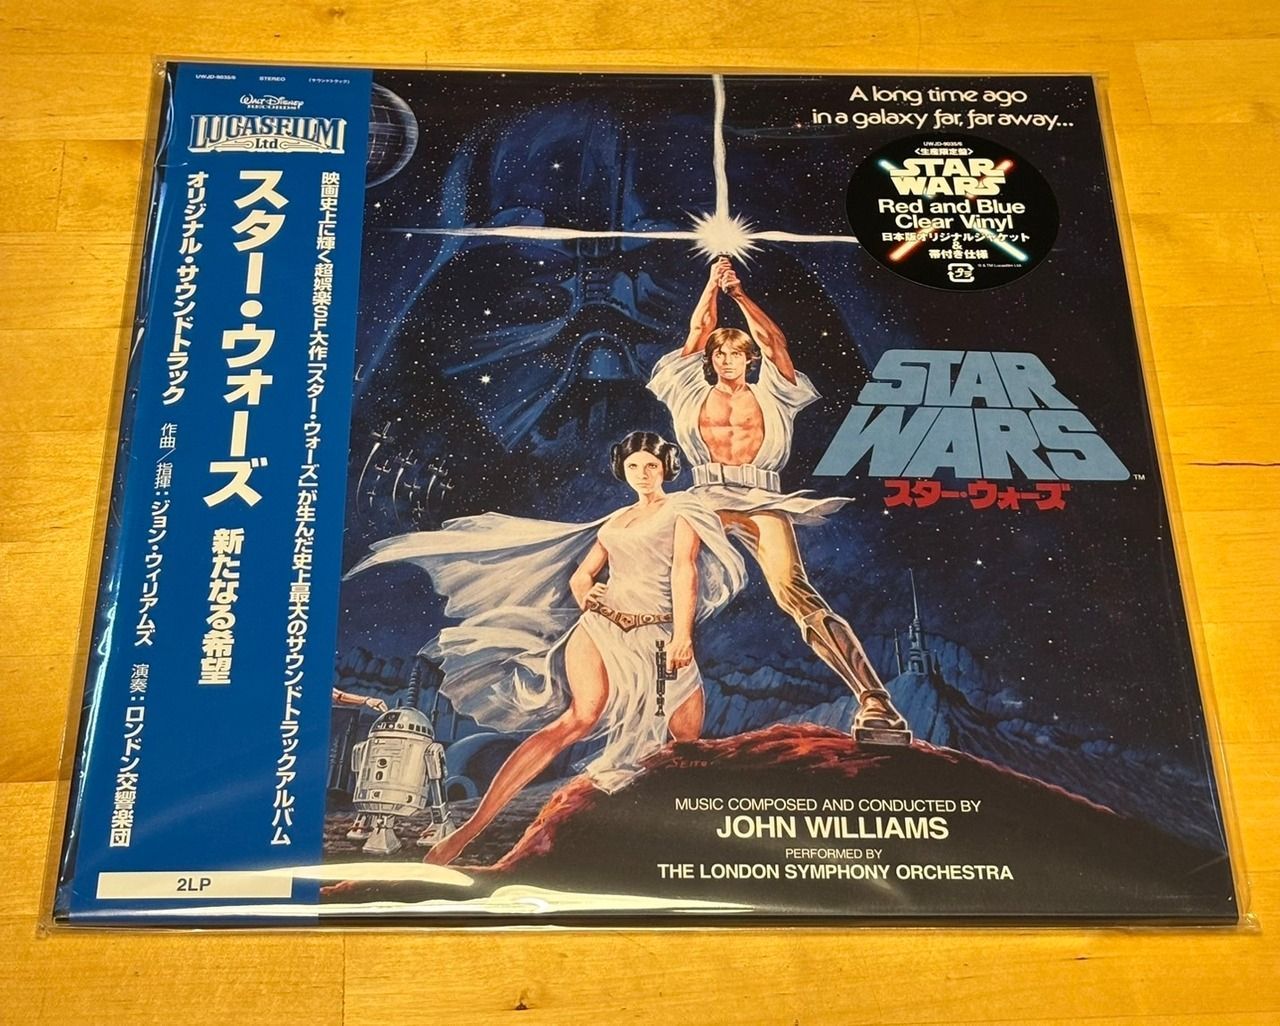 UWJD-9035/6
STEREO
(サウンドトラック)
WALT DISNEY
RECORDS
LUCASFILM
Ltd
映画史上に輝く超娯楽SF大作「スター・ウォーズ」が生んだ史上最大のサウンドトラックアルバム
スター・ウォーズ 新たなる希望
オリジナル・サウンドトラック
作曲／指揮：ジョン・ウィリアムズ 演奏：ロンドン交響楽団
2LP
A long time ago
in a galaxy far, far away...
UWJD-9035/6
〈生産限定盤〉
STAR
WARS
Red and Blue
Clear Vinyl
日本版オリジナルジャケット
&
帯付き仕様
© & TM Lucasfilm Ltd.
STAR
WARS™
スター・ウォーズ
SEITO
MUSIC COMPOSED AND CONDUCTED BY
JOHN WILLIAMS
PERFORMED BY
THE LONDON SYMPHONY ORCHESTRA